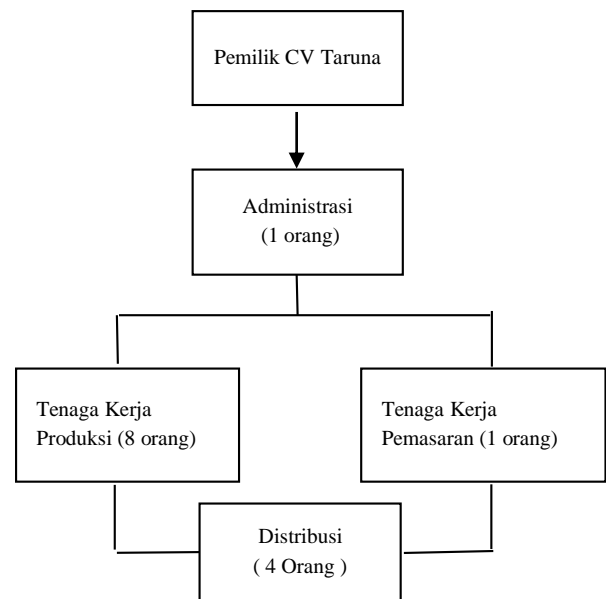 Pemilik CV Taruna
Administrasi
(1 orang)
Tenaga Kerja
Produksi (8 orang)
Tenaga Kerja
Pemasaran (1 orang)
Distribusi
( 4 Orang )